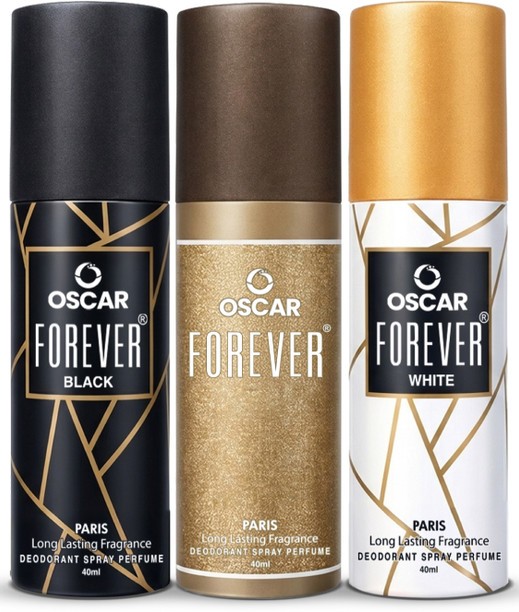 OSCAR
FOREVER®
BLACK
PARIS
Long Lasting Fragrance
DEODORANT SPRAY PERFUME
40ml
OSCAR
FOREVER®
PARIS
Long Lasting Fragrance
DEODORANT SPRAY PERFUME
40ml
OSCAR
FOREVER®
WHITE
PARIS
Long Lasting Fragrance
DEODORANT SPRAY PERFUME
40ml